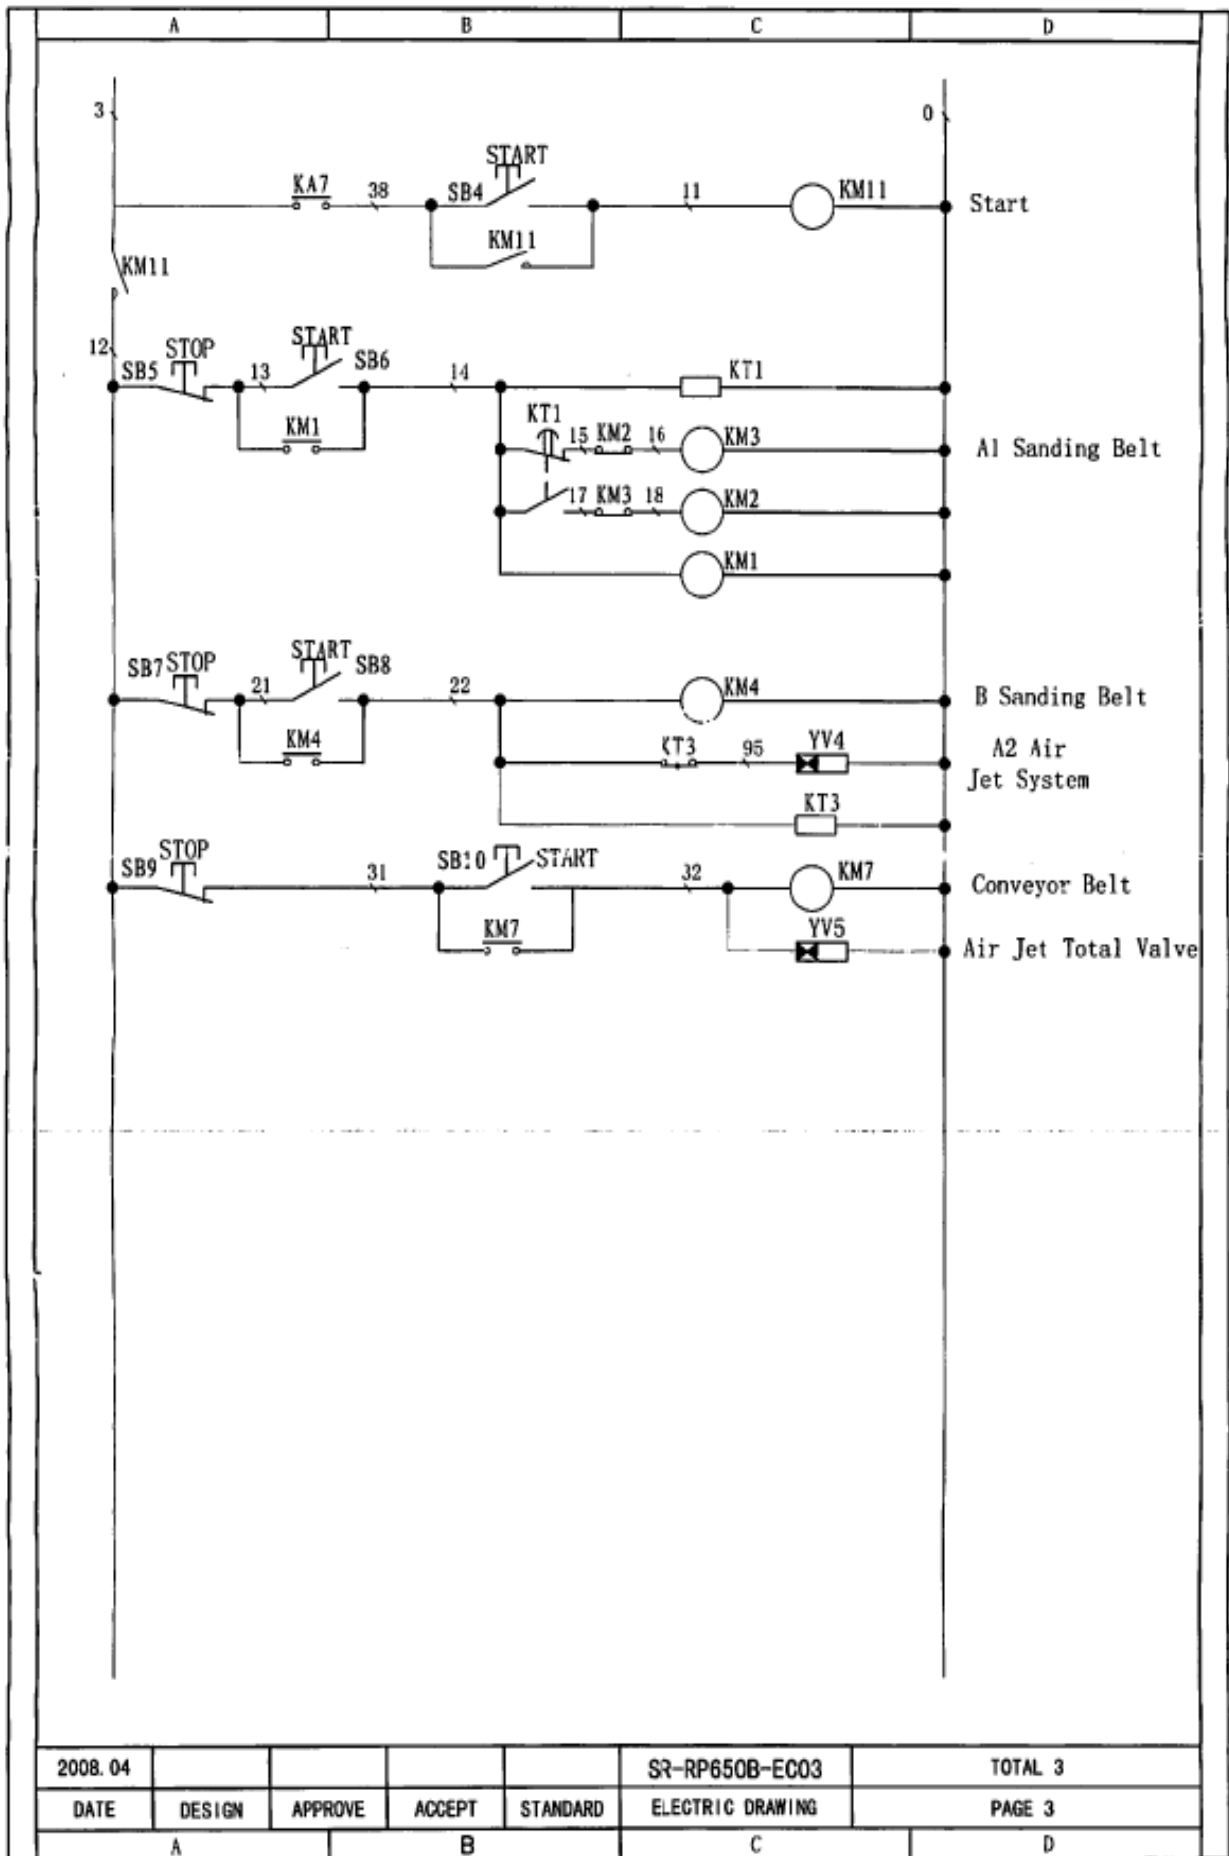 A B C D
3 0
START
KA7 38 SB4 11 KM11 Start
KM11
KM11
12 STOP START
SB5 13 SB6 14 KT1
KM1 KT1 15 KM2 16 KM3 A1 Sanding Belt
17 KM3 18 KM2
KM1
SB7 STOP START SB8
21 22 KM4 B Sanding Belt
KM4 KT3 95 YV4 A2 Air
Jet System
KT3
SB9 STOP SB10 START
31 32 KM7 Conveyor Belt
KM7 YV5 Air Jet Total Valve
2008.04 SR-RP650B-EC03 TOTAL 3
DATE DESIGN APPROVE ACCEPT STANDARD ELECTRIC DRAWING PAGE 3
A B C D